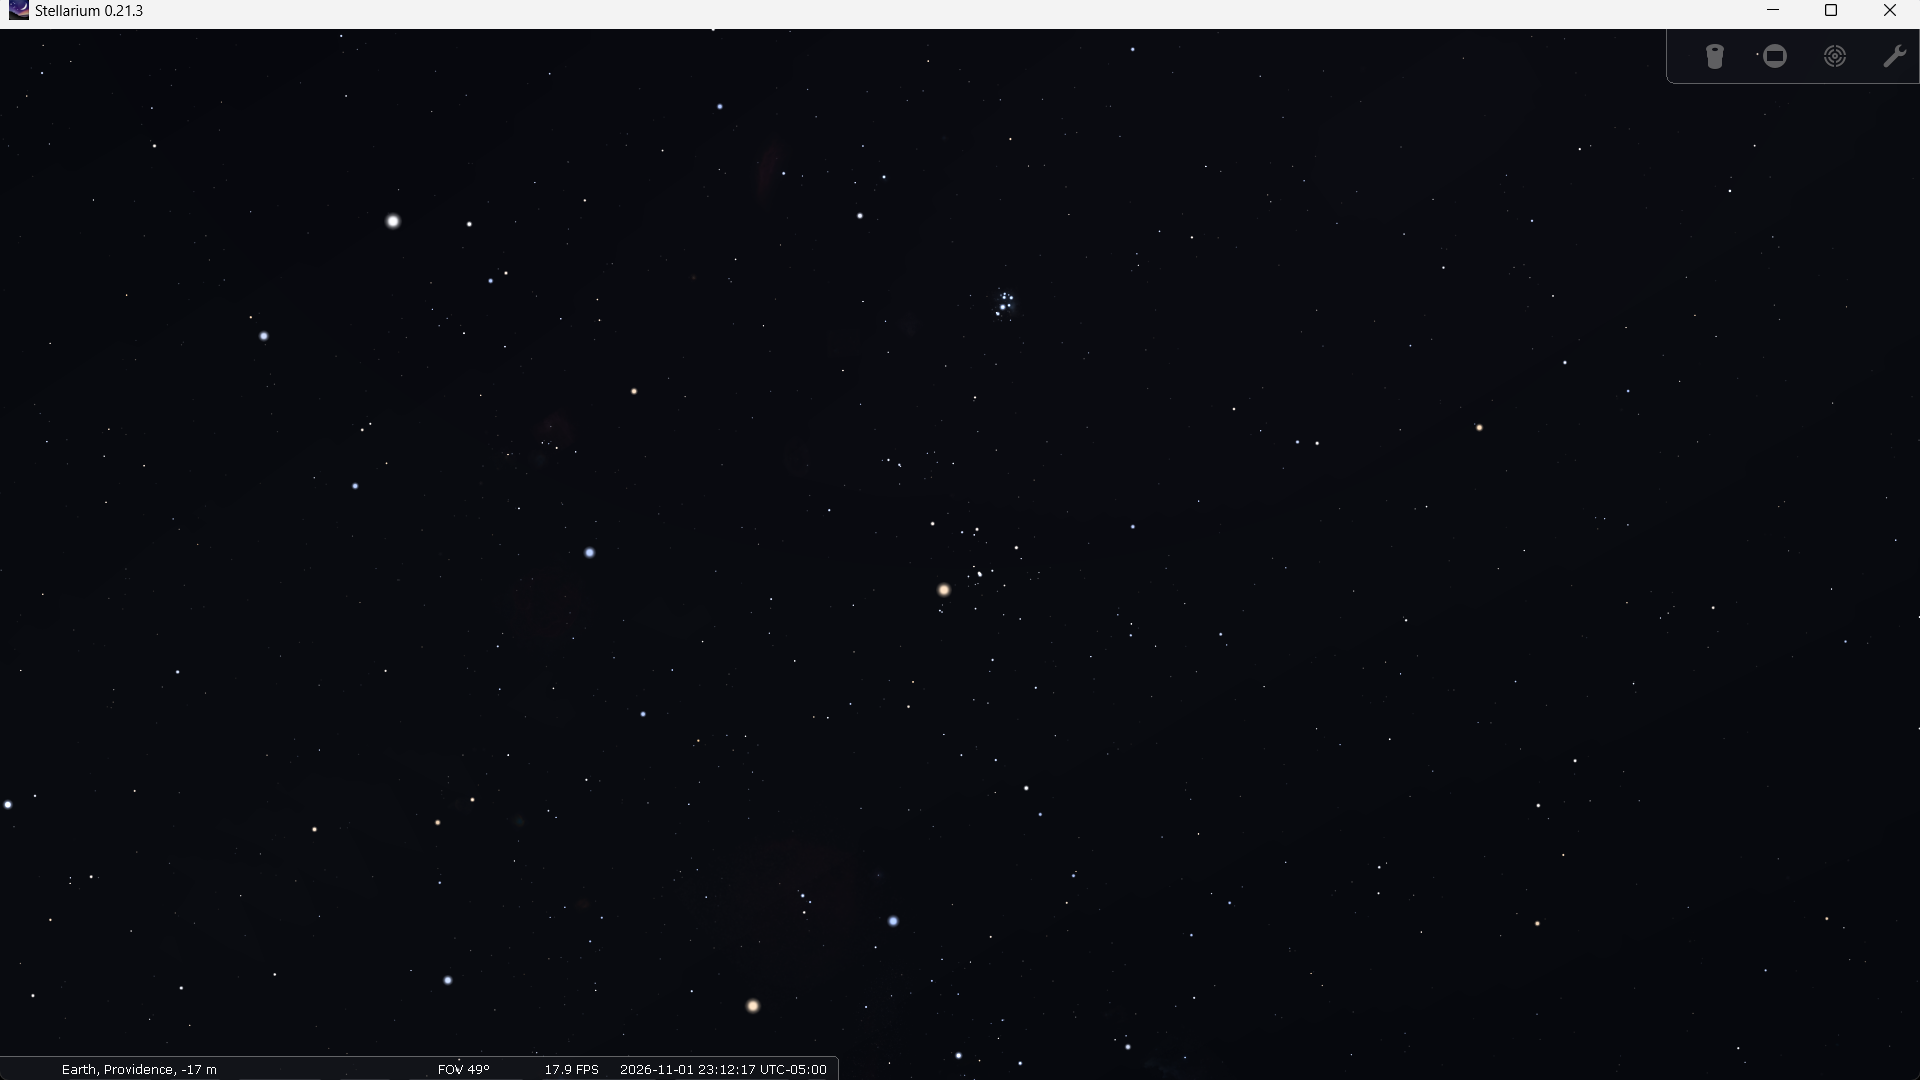 Stellarium 0.21.3
Earth, Providence, -17 m FOV 49° 17.9 FPS 2026-11-01 23:12:17 UTC-05:00